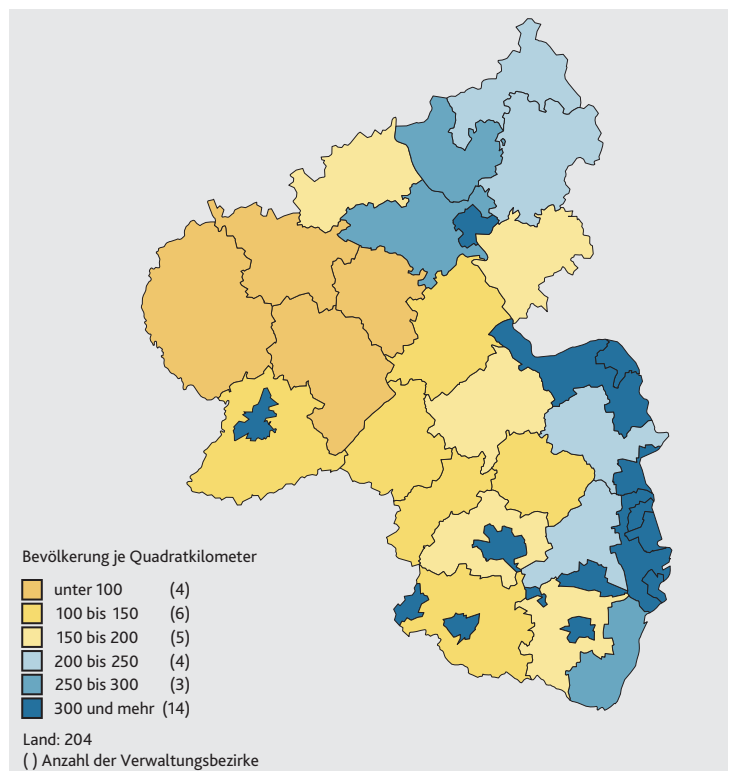 Bevölkerung je Quadratkilometer
unter 100 (4)
100 bis 150 (6)
150 bis 200 (5)
200 bis 250 (4)
250 bis 300 (3)
300 und mehr (14)
Land: 204
( ) Anzahl der Verwaltungsbezirke